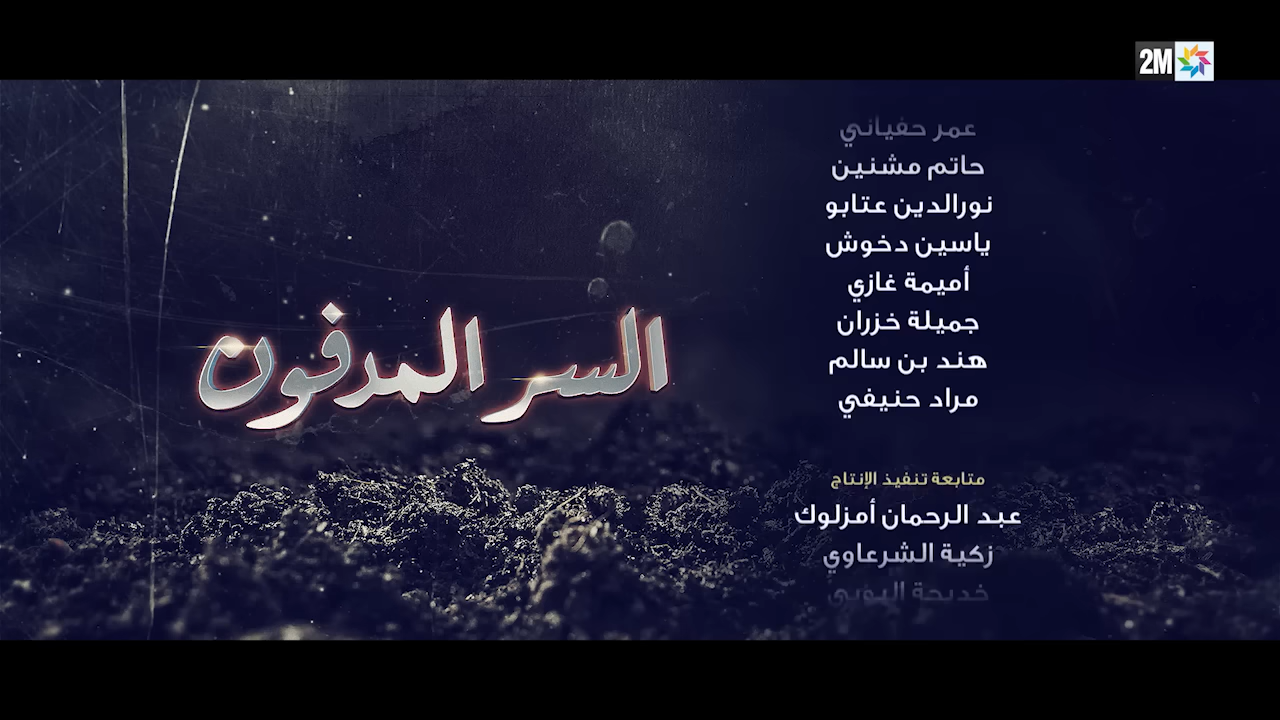 2M
السر المدفون
عمر حفياني
حاتم مشنين
نورالدين عتابو
ياسين دخوش
أميمة غازي
جميلة خزران
هند بن سالم
مراد حنيفي
متابعة تنفيذ الإنتاج
عبد الرحمان أمزلوك
زكية الشرعاوي
خديجة